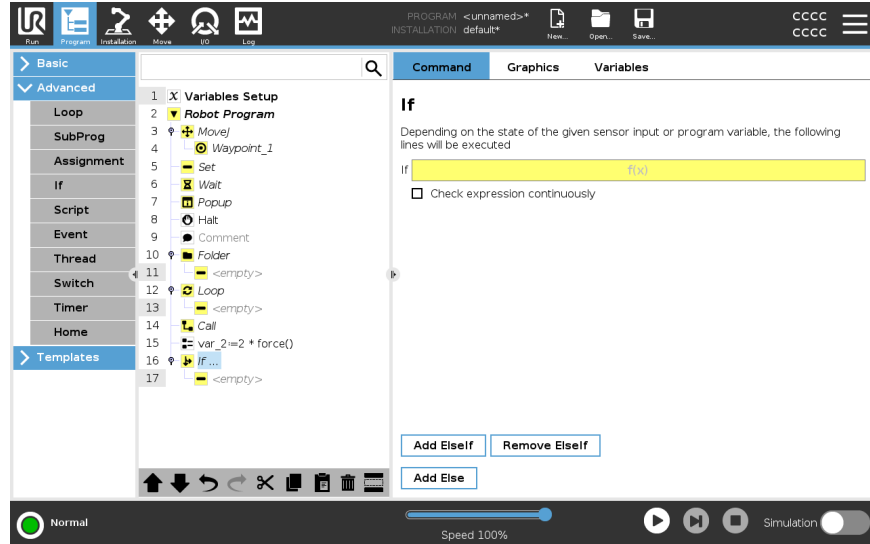 PROGRAM <unnamed>*
INSTALLATION default*
CCCC
CCCC
Run
Program
Installation
Move
I/O
Log
New...
Open...
Save...
Basic
Advanced
Loop
SubProg
Assignment
If
Script
Event
Thread
Switch
Timer
Home
Templates
1 X Variables Setup
2 Robot Program
3 MoveJ
4 Waypoint_1
5 Set
6 Wait
7 Popup
8 Halt
9 Comment
10 Folder
11 <empty>
12 Loop
13 <empty>
14 Call
15 var_2:=2 * force()
16 If ...
17 <empty>
Command
Graphics
Variables
If
Depending on the state of the given sensor input or program variable, the following
lines will be executed
If f(x)
Check expression continuously
Add ElseIf
Remove ElseIf
Add Else
Normal
Speed 100%
Simulation